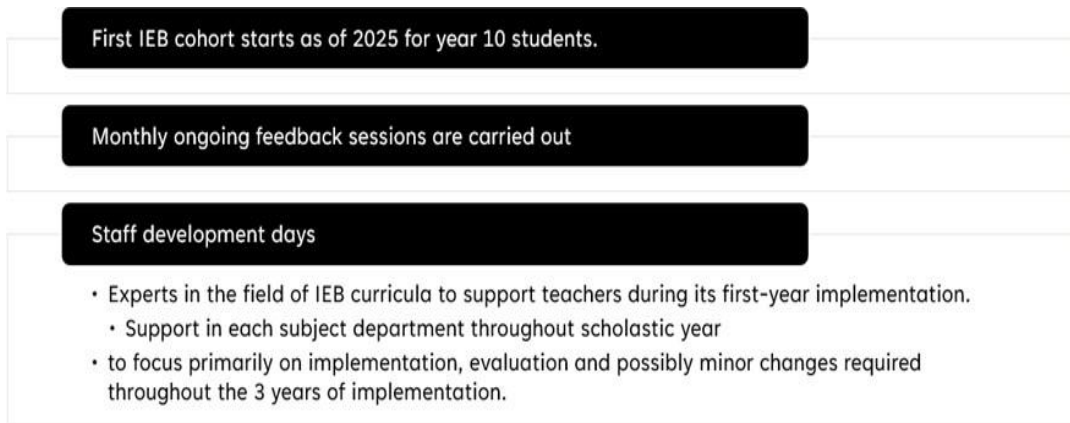 First IEB cohort starts as of 2025 for year 10 students.
Monthly ongoing feedback sessions are carried out
Staff development days
• Experts in the field of IEB curricula to support teachers during its first-year implementation.
• Support in each subject department throughout scholastic year
• to focus primarily on implementation, evaluation and possibly minor changes required
throughout the 3 years of implementation.